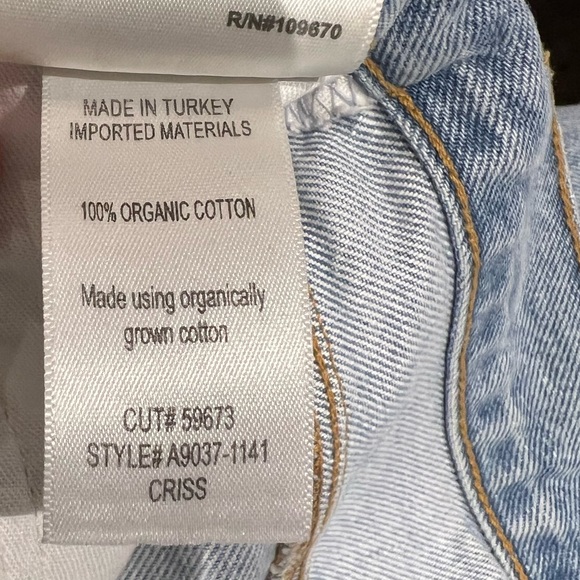 R/N#109670
MADE IN TURKEY
IMPORTED MATERIALS
100% ORGANIC COTTON
Made using organically
grown cotton
CUT# 59673
STYLE# A9037-1141
CRISS